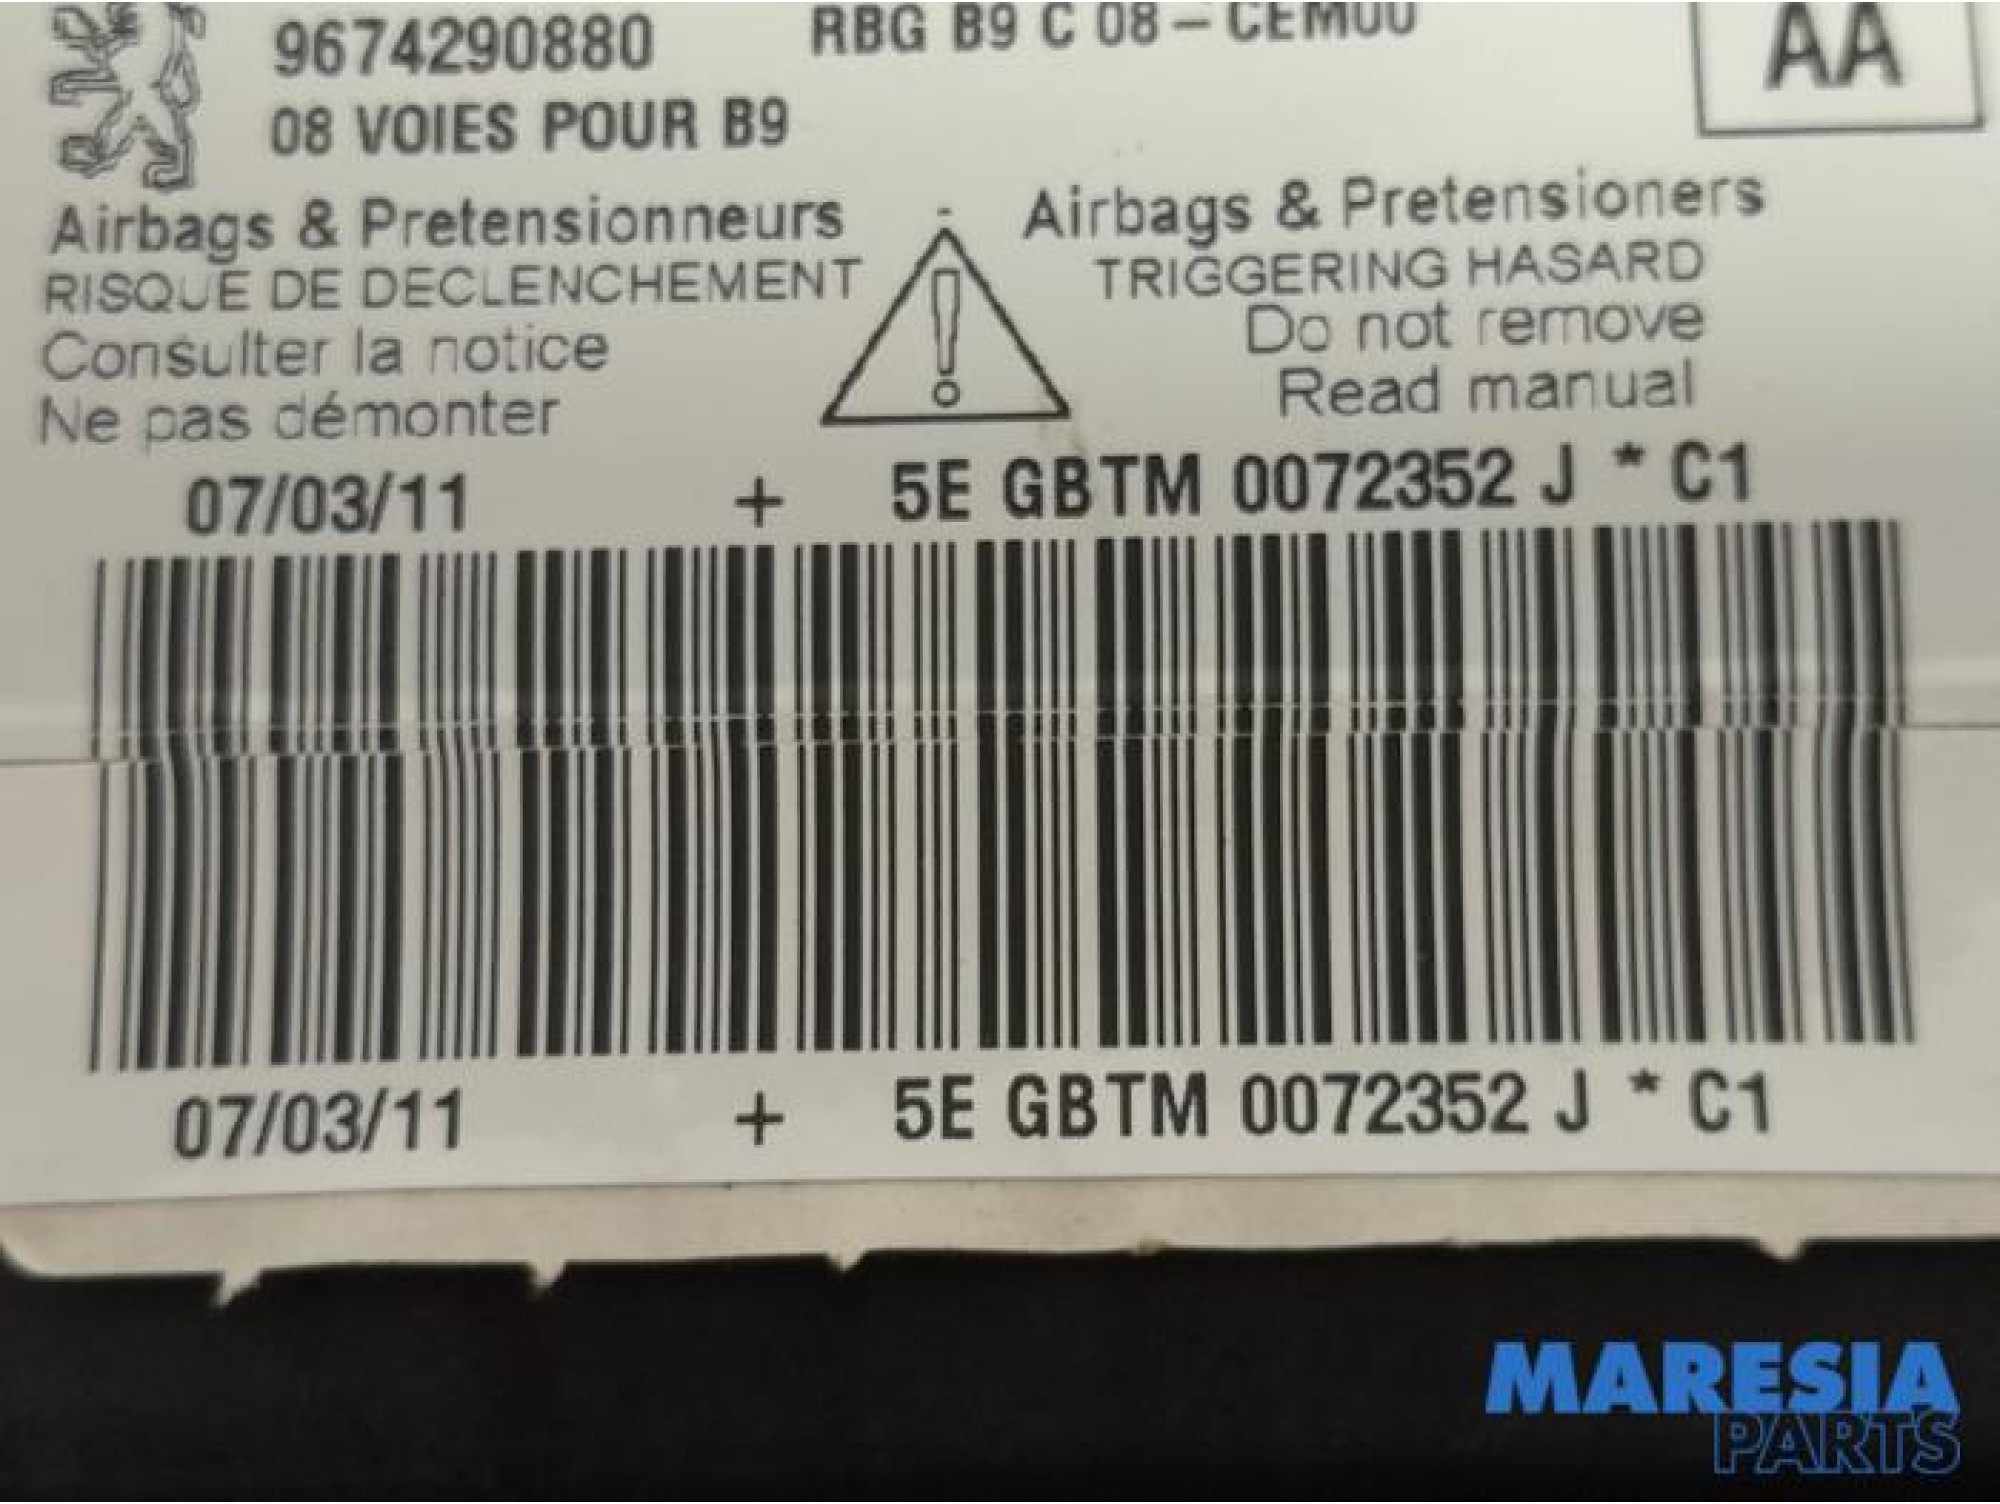 9674290880
RBG B9 C 08 – CEM00
AA
08 VOIES POUR B9
Airbags & Pretensionneurs
RISQUE DE DECLENCHEMENT
Consulter la notice
Ne pas démonter
Airbags & Pretensioners
TRIGGERING HASARD
Do not remove
Read manual
07/03/11 + 5E GBTM 0072352 J * C1
07/03/11 + 5E GBTM 0072352 J * C1
MARESIA
PARTS